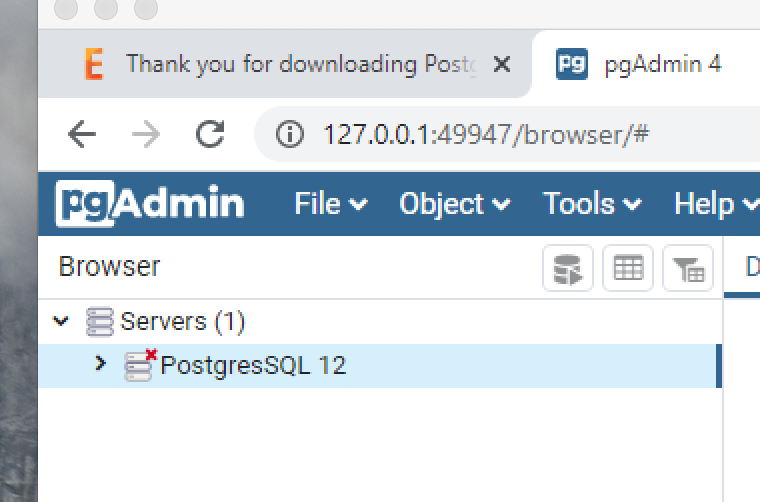 Thank you for downloading Postg
pgAdmin 4
127.0.0.1:49947/browser/#
pgAdmin File Object Tools Help
Browser
Servers (1)
PostgresSQL 12